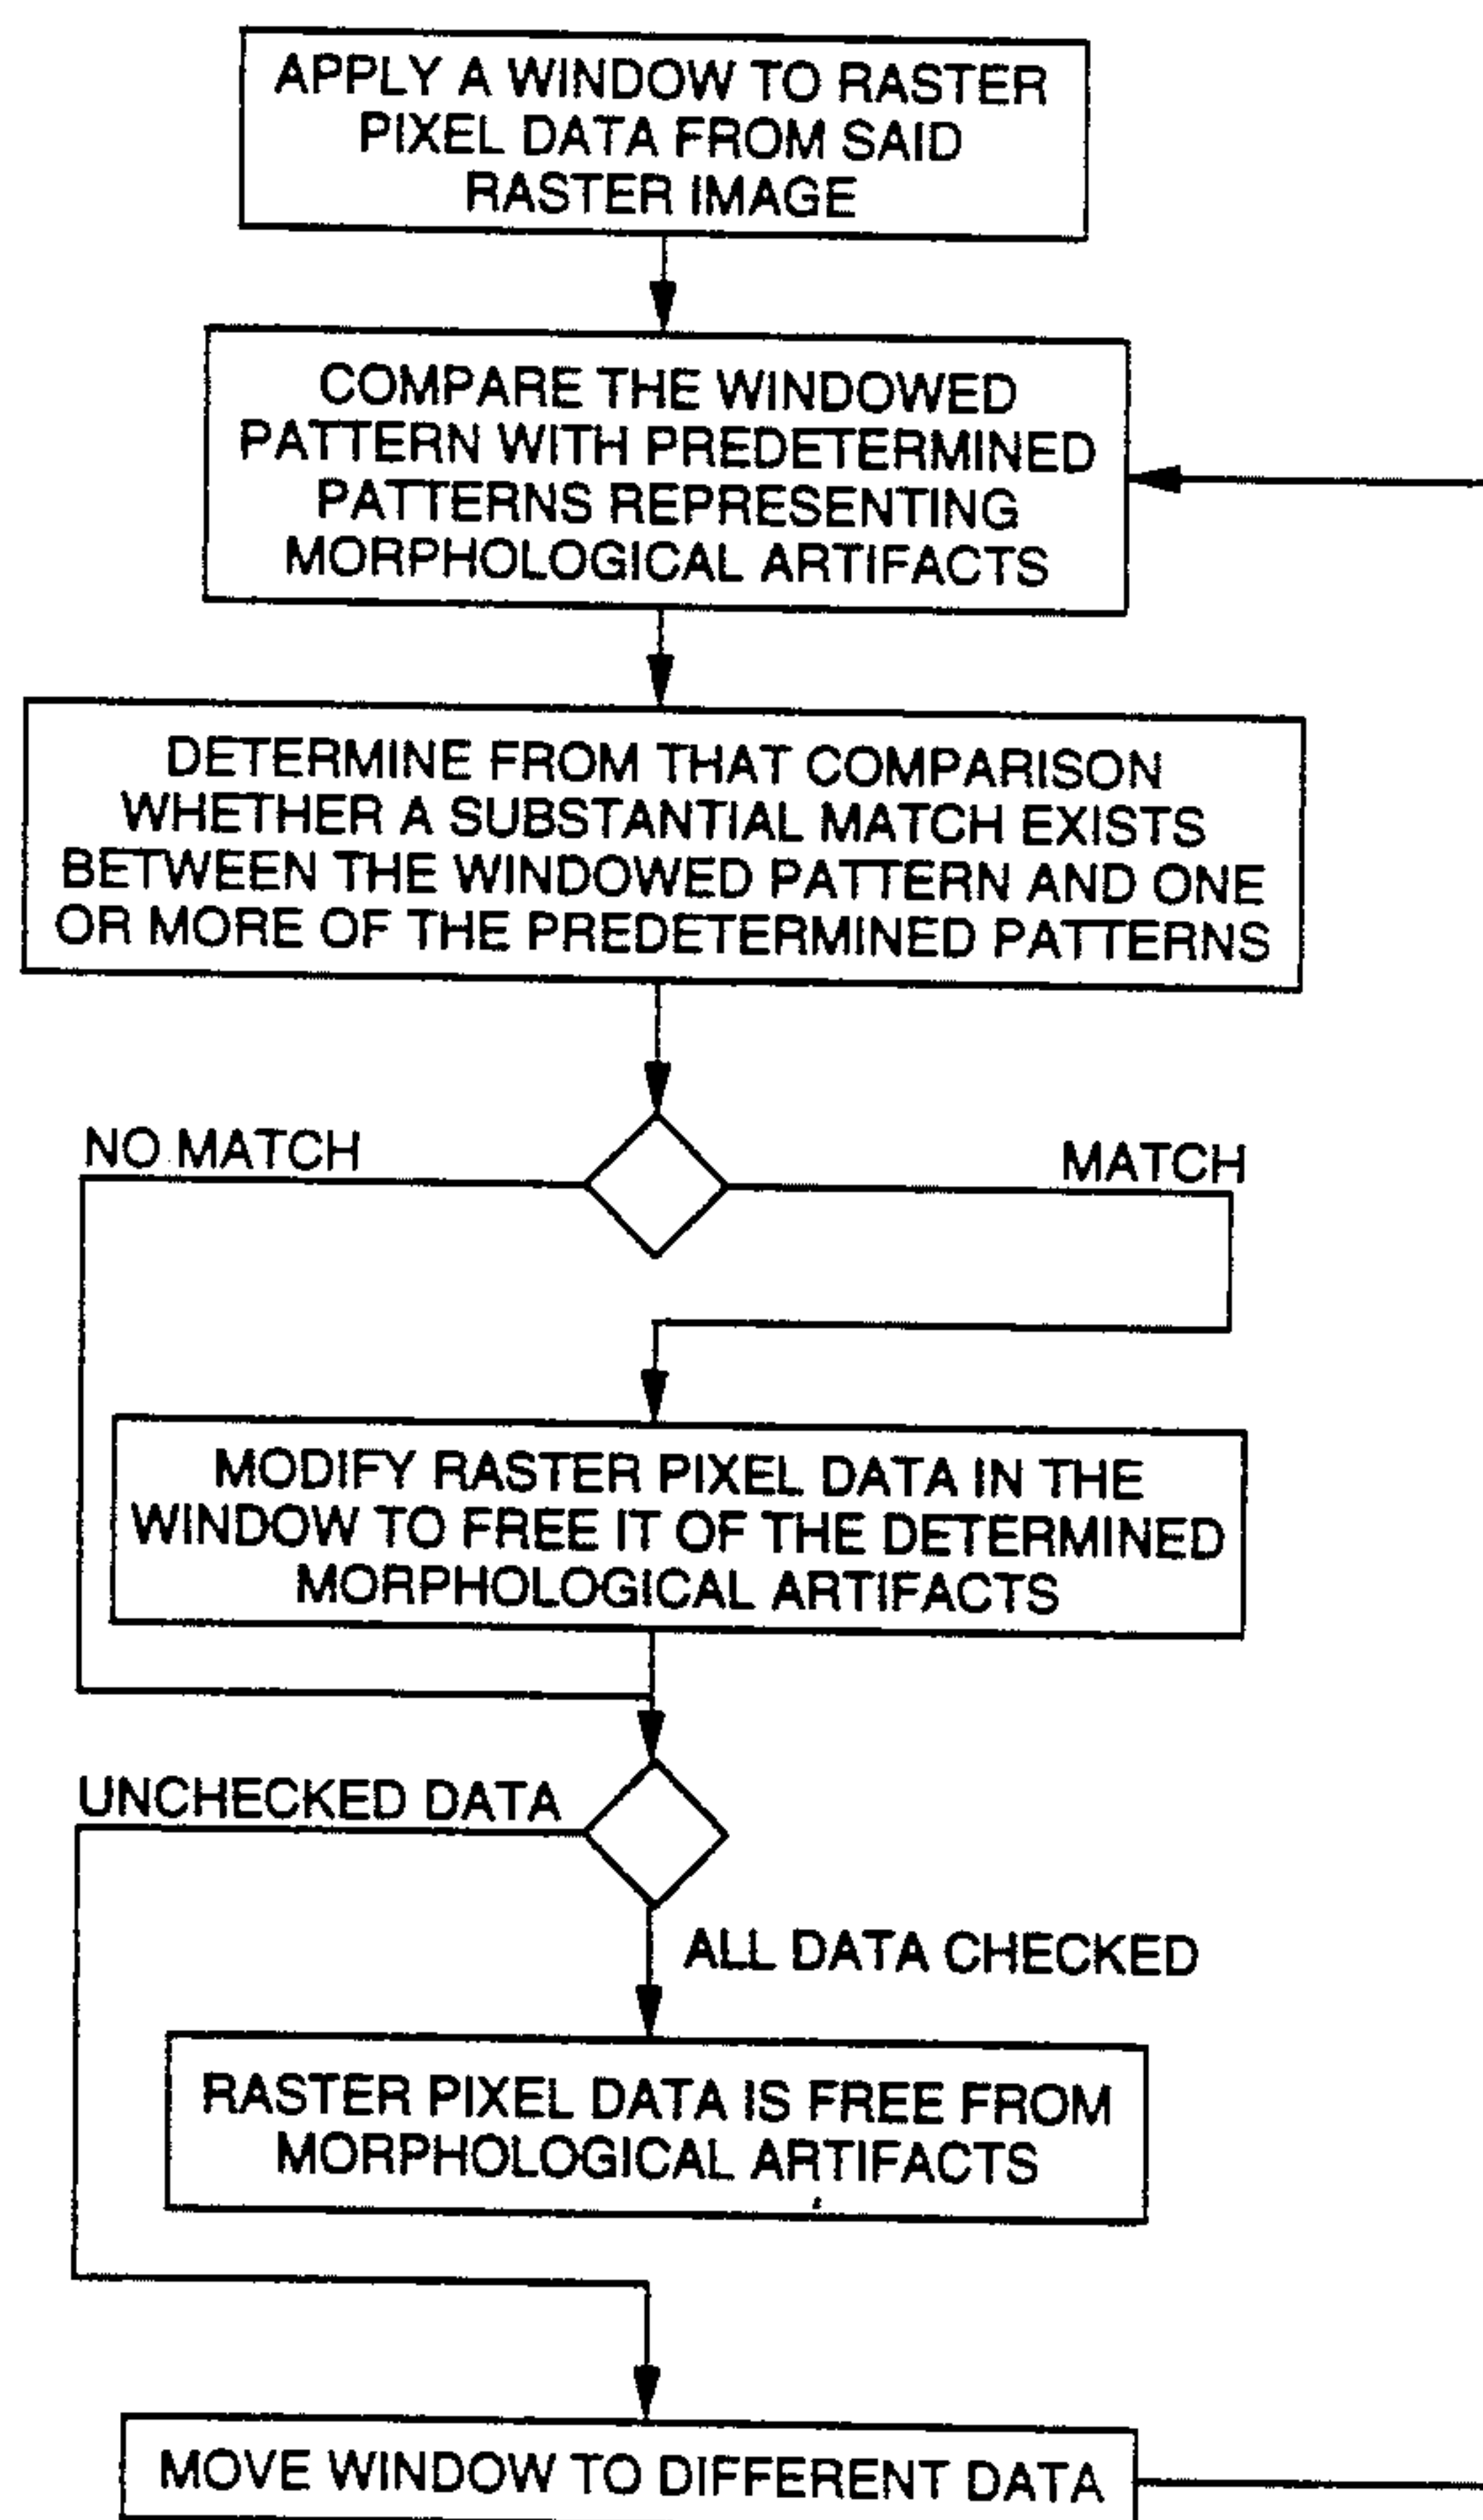 APPLY A WINDOW TO RASTER
PIXEL DATA FROM SAID
RASTER IMAGE
COMPARE THE WINDOWED
PATTERN WITH PREDETERMINED
PATTERNS REPRESENTING
MORPHOLOGICAL ARTIFACTS
DETERMINE FROM THAT COMPARISON
WHETHER A SUBSTANTIAL MATCH EXISTS
BETWEEN THE WINDOWED PATTERN AND ONE
OR MORE OF THE PREDETERMINED PATTERNS
NO MATCH
MATCH
MODIFY RASTER PIXEL DATA IN THE
WINDOW TO FREE IT OF THE DETERMINED
MORPHOLOGICAL ARTIFACTS
UNCHECKED DATA
ALL DATA CHECKED
RASTER PIXEL DATA IS FREE FROM
MORPHOLOGICAL ARTIFACTS
MOVE WINDOW TO DIFFERENT DATA